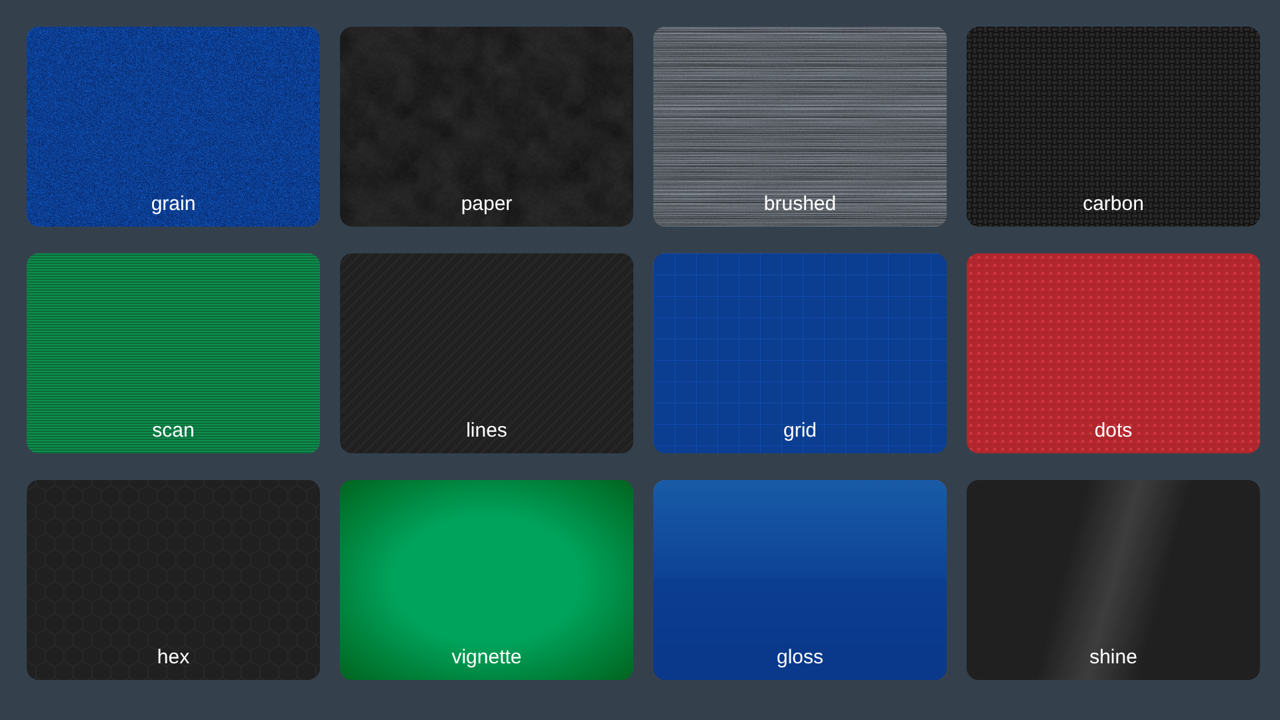 grain
paper
brushed
carbon
scan
lines
grid
dots
hex
vignette
gloss
shine